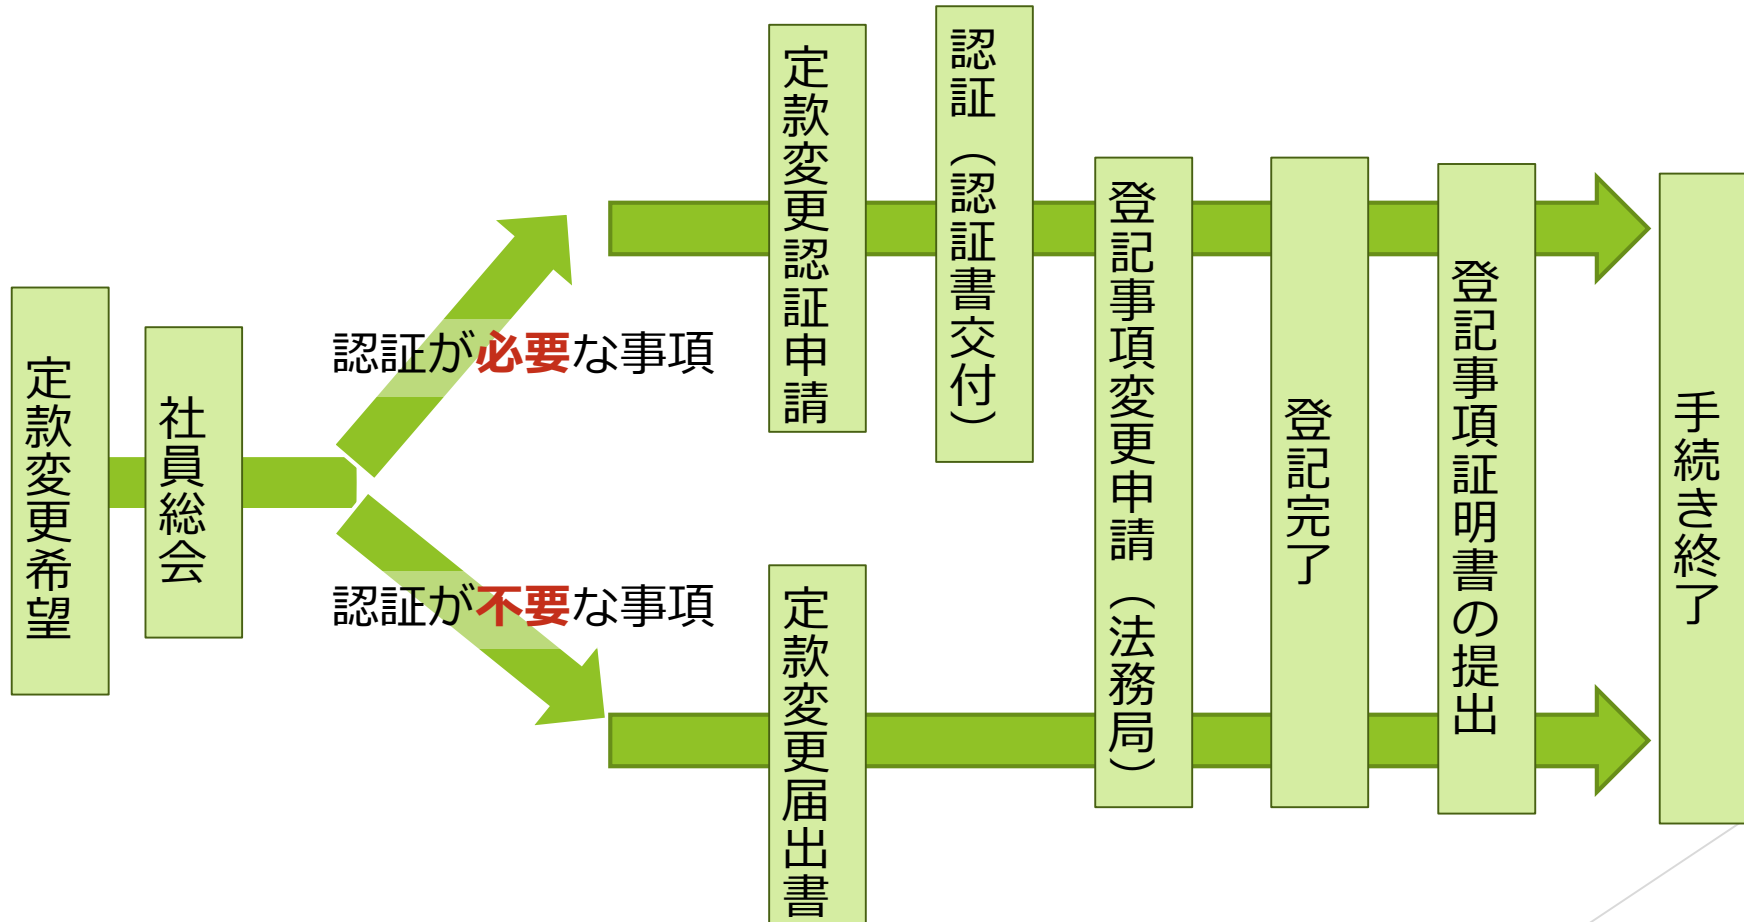 定款変更希望
社員総会
認証が必要な事項
認証が不要な事項
定款変更認証申請
認証（認証書交付）
定款変更届出書
登記事項変更申請（法務局）
登記完了
登記事項証明書の提出
手続き終了